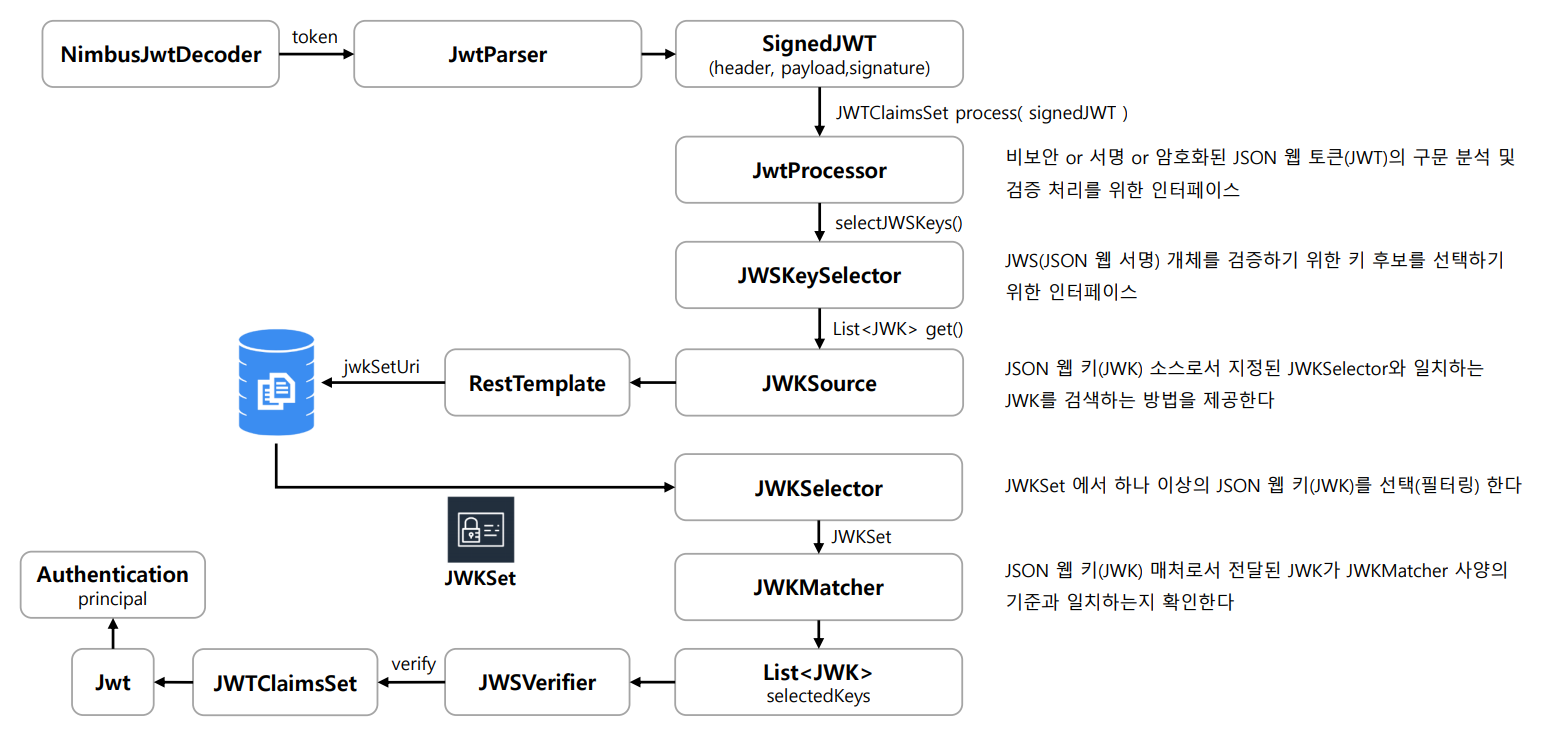 NimbusJwtDecoder
token
JwtParser
SignedJWT
(header, payload,signature)
JWTClaimsSet process( signedJWT )
JwtProcessor
비보안 or 서명 or 암호화된 JSON 웹 토큰(JWT)의 구문 분석 및
검증 처리를 위한 인터페이스
selectJWSKeys()
JWSKeySelector
JWS(JSON 웹 서명) 개체를 검증하기 위한 키 후보를 선택하기
위한 인터페이스
List<JWK> get()
jwkSetUri
RestTemplate
JWKSource
JSON 웹 키(JWK) 소스로서 지정된 JWKSelector와 일치하는
JWK를 검색하는 방법을 제공한다
JWKSelector
JWKSet 에서 하나 이상의 JSON 웹 키(JWK)를 선택(필터링) 한다
JWKSet
JWKSet
JWKMatcher
JSON 웹 키(JWK) 매처로서 전달된 JWK가 JWKMatcher 사양의
기준과 일치하는지 확인한다
Authentication
principal
Jwt
JWTClaimsSet
verify
JWSVerifier
List<JWK>
selectedKeys